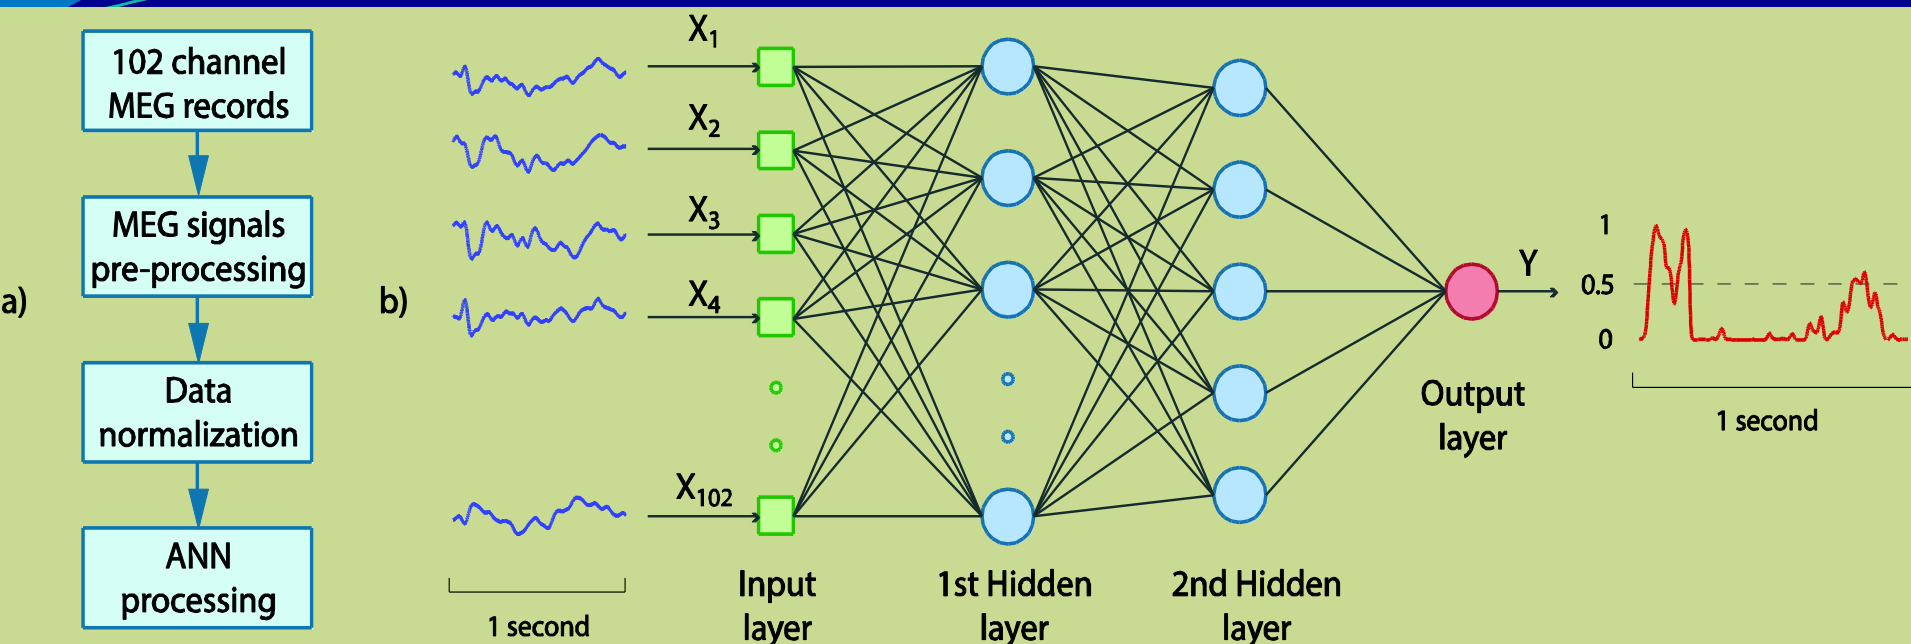 a)
102 channel
MEG records
MEG signals
pre-processing
Data
normalization
ANN
processing
b)
X1
X2
X3
X4
X102
1 second
Input
layer
1st Hidden
layer
2nd Hidden
layer
Output
layer
Y
1
0.5
0
1 second